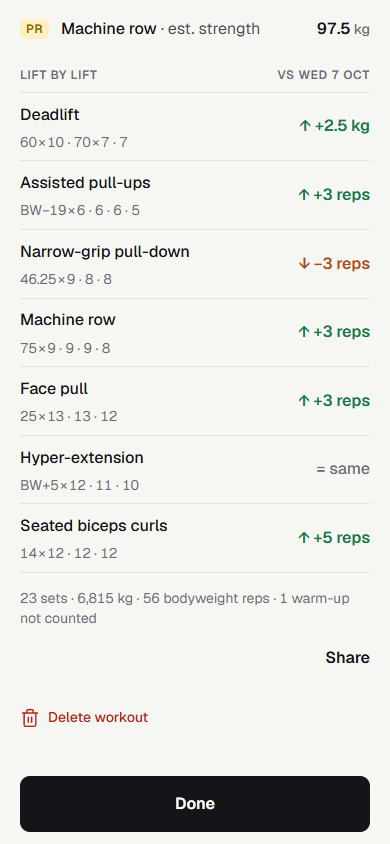 PR Machine row · est. strength 97.5 kg
LIFT BY LIFT VS WED 7 OCT
Deadlift
60×10 · 70×7 · 7
↑ +2.5 kg
Assisted pull-ups
BW−19×6 · 6 · 6 · 5
↑ +3 reps
Narrow-grip pull-down
46.25×9 · 8 · 8
↓ −3 reps
Machine row
75×9 · 9 · 9 · 8
↑ +3 reps
Face pull
25×13 · 13 · 12
↑ +3 reps
Hyper-extension
BW+5×12 · 11 · 10
= same
Seated biceps curls
14×12 · 12 · 12
↑ +5 reps
23 sets · 6,815 kg · 56 bodyweight reps · 1 warm-up
not counted
Share
Delete workout
Done